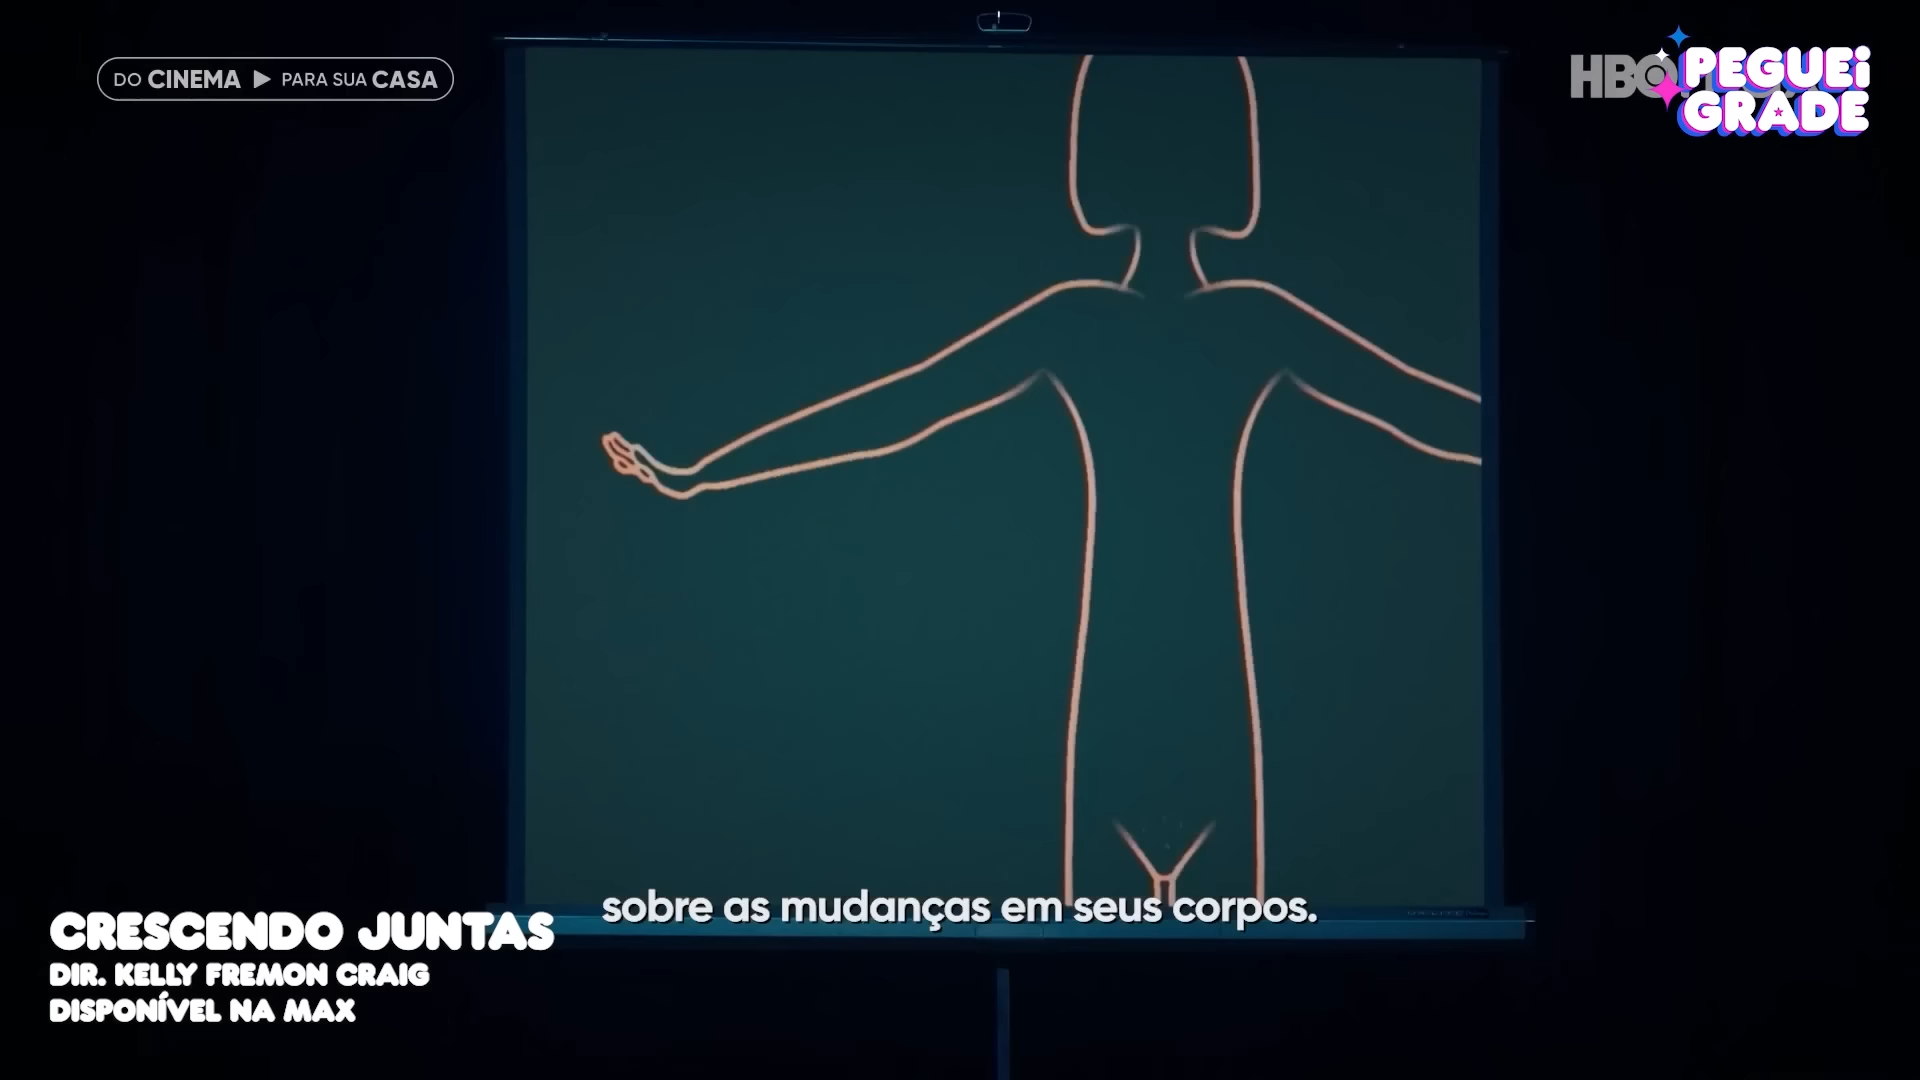 DO CINEMA ▶ PARA SUA CASA
HBO
PEGUEi
GRADE
sobre as mudanças em seus corpos.
CRESCENDO JUNTAS
DIR. KELLY FREMON CRAIG
DISPONÍVEL NA MAX